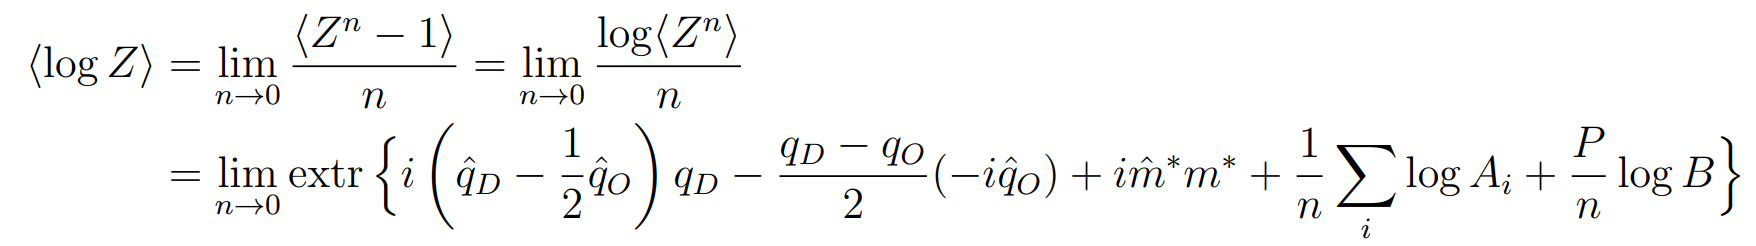 ⟨log Z⟩ = lim_{n→0} ⟨Z^n − 1⟩ / n = lim_{n→0} log⟨Z^n⟩ / n
= lim_{n→0} extr { i ( q̂_D − 1/2 q̂_O ) q_D − (q_D − q_O)/2 (−i q̂_O) + i m̂* m* + 1/n ∑_i log A_i + P/n log B }